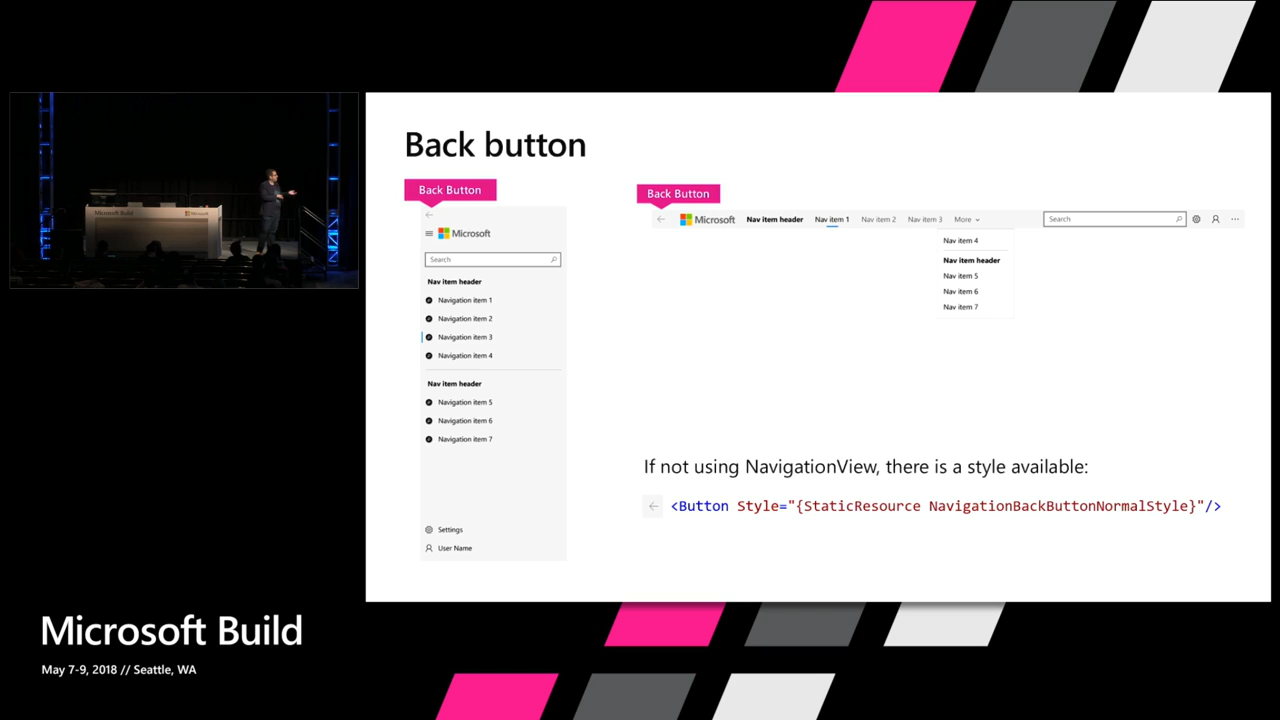 Back button
Back Button
Microsoft
Search
Nav item header
Navigation item 1
Navigation item 2
Navigation item 3
Navigation item 4
Nav item header
Navigation item 5
Navigation item 6
Navigation item 7
Settings
User Name
Back Button
Microsoft Nav item header Nav item 1 Nav item 2 Nav item 3 More Search
Nav item 4
Nav item header
Nav item 5
Nav item 6
Nav item 7
If not using NavigationView, there is a style available:
<Button Style="{StaticResource NavigationBackButtonNormalStyle}"/>
Microsoft Build
Microsoft
Microsoft Build
May 7-9, 2018 // Seattle, WA